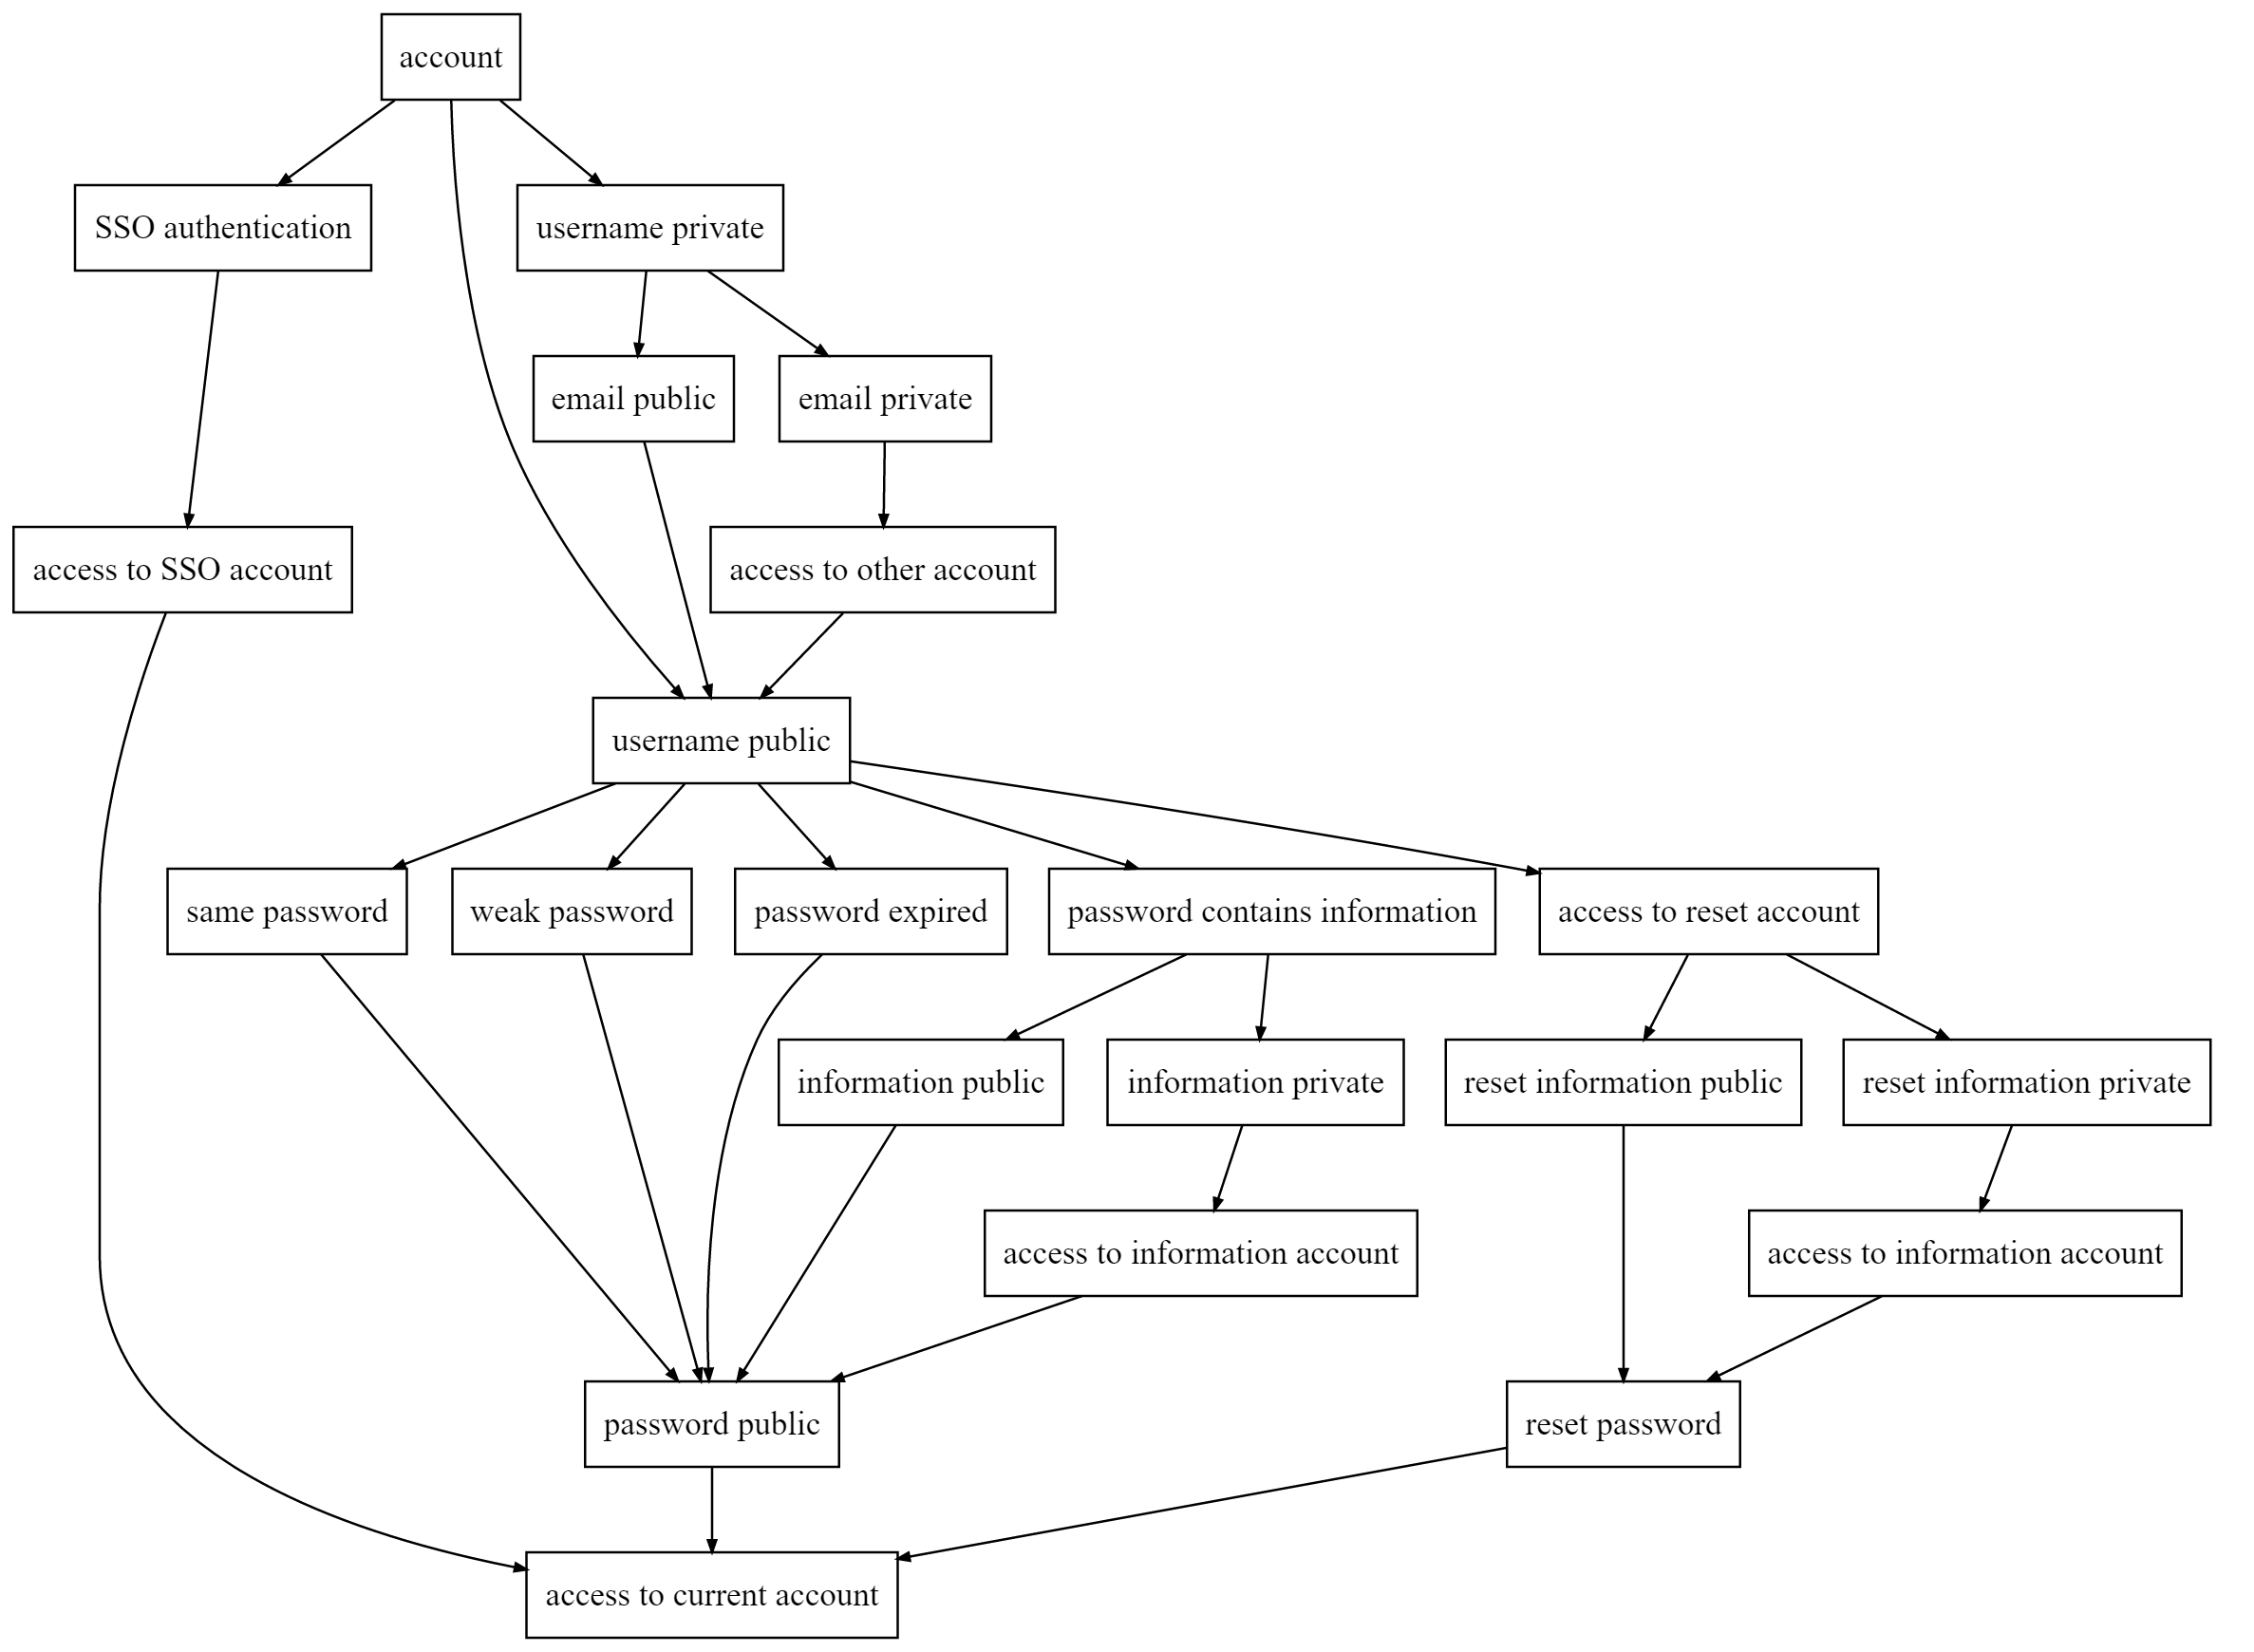 account
SSO authentication
username private
email public
email private
access to SSO account
access to other account
username public
same password
weak password
password expired
password contains information
access to reset account
information public
information private
reset information public
reset information private
access to information account
access to information account
password public
reset password
access to current account